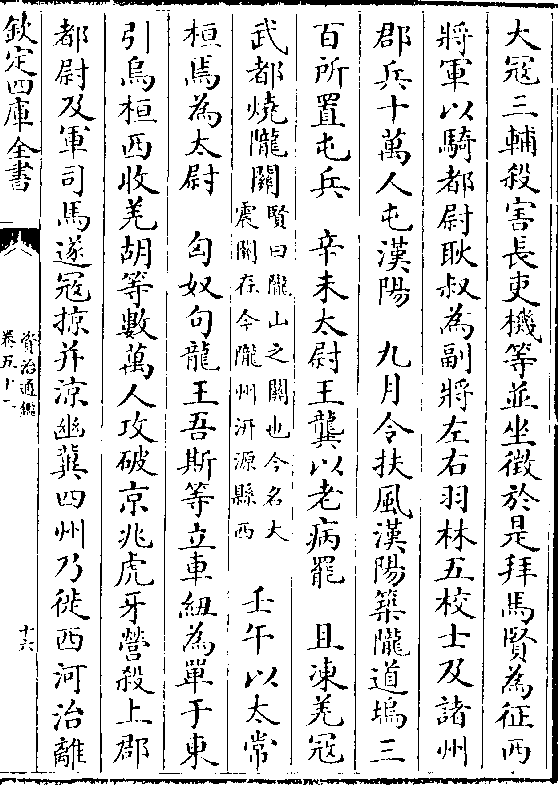 大冦三輔殺害長吏機等並坐徵於是拜馬賢為征西
將軍以騎都尉耿叔為副將左右羽林五校士及諸州
郡兵十萬人屯漢陽　九月令扶風漢陽築隴道塢三
百所置屯兵　辛未太尉王龔以老病罷　且凍羌冦
武都燒隴關賢曰隴山之關也今名大
震關在今隴州汧源縣西　壬午以太常
桓焉為太尉　匈奴句龍王吾斯等立車紐為單于東
引烏桓西收羌胡等數萬人攻破京兆虎牙營殺上郡
都尉及軍司馬遂冦掠并涼幽冀四州乃徙西河治離
欽定四庫全書
資治通鑑
卷五十二
十六